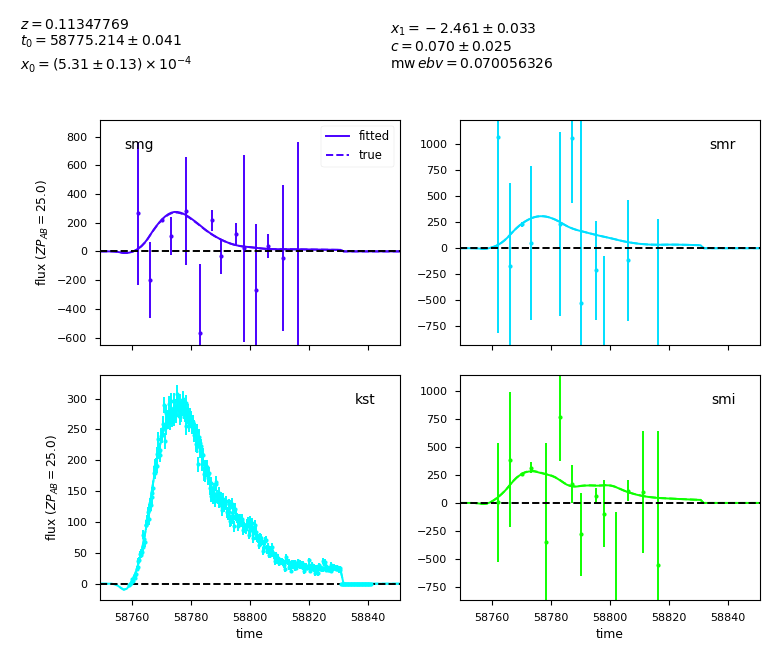 z = 0.11347769
t₀ = 58775.214 ± 0.041
x₀ = (5.31 ± 0.13) × 10⁻⁴
x₁ = −2.461 ± 0.033
c = 0.070 ± 0.025
mwebv = 0.070056326
smg
fitted
true
800
600
400
200
0
−200
−400
−600
flux (ZP_AB = 25.0)
smr
1000
750
500
250
0
−250
−500
−750
kst
300
250
200
150
100
50
0
flux (ZP_AB = 25.0)
58760 58780 58800 58820 58840
time
smi
1000
750
500
250
0
−250
−500
−750
58760 58780 58800 58820 58840
time